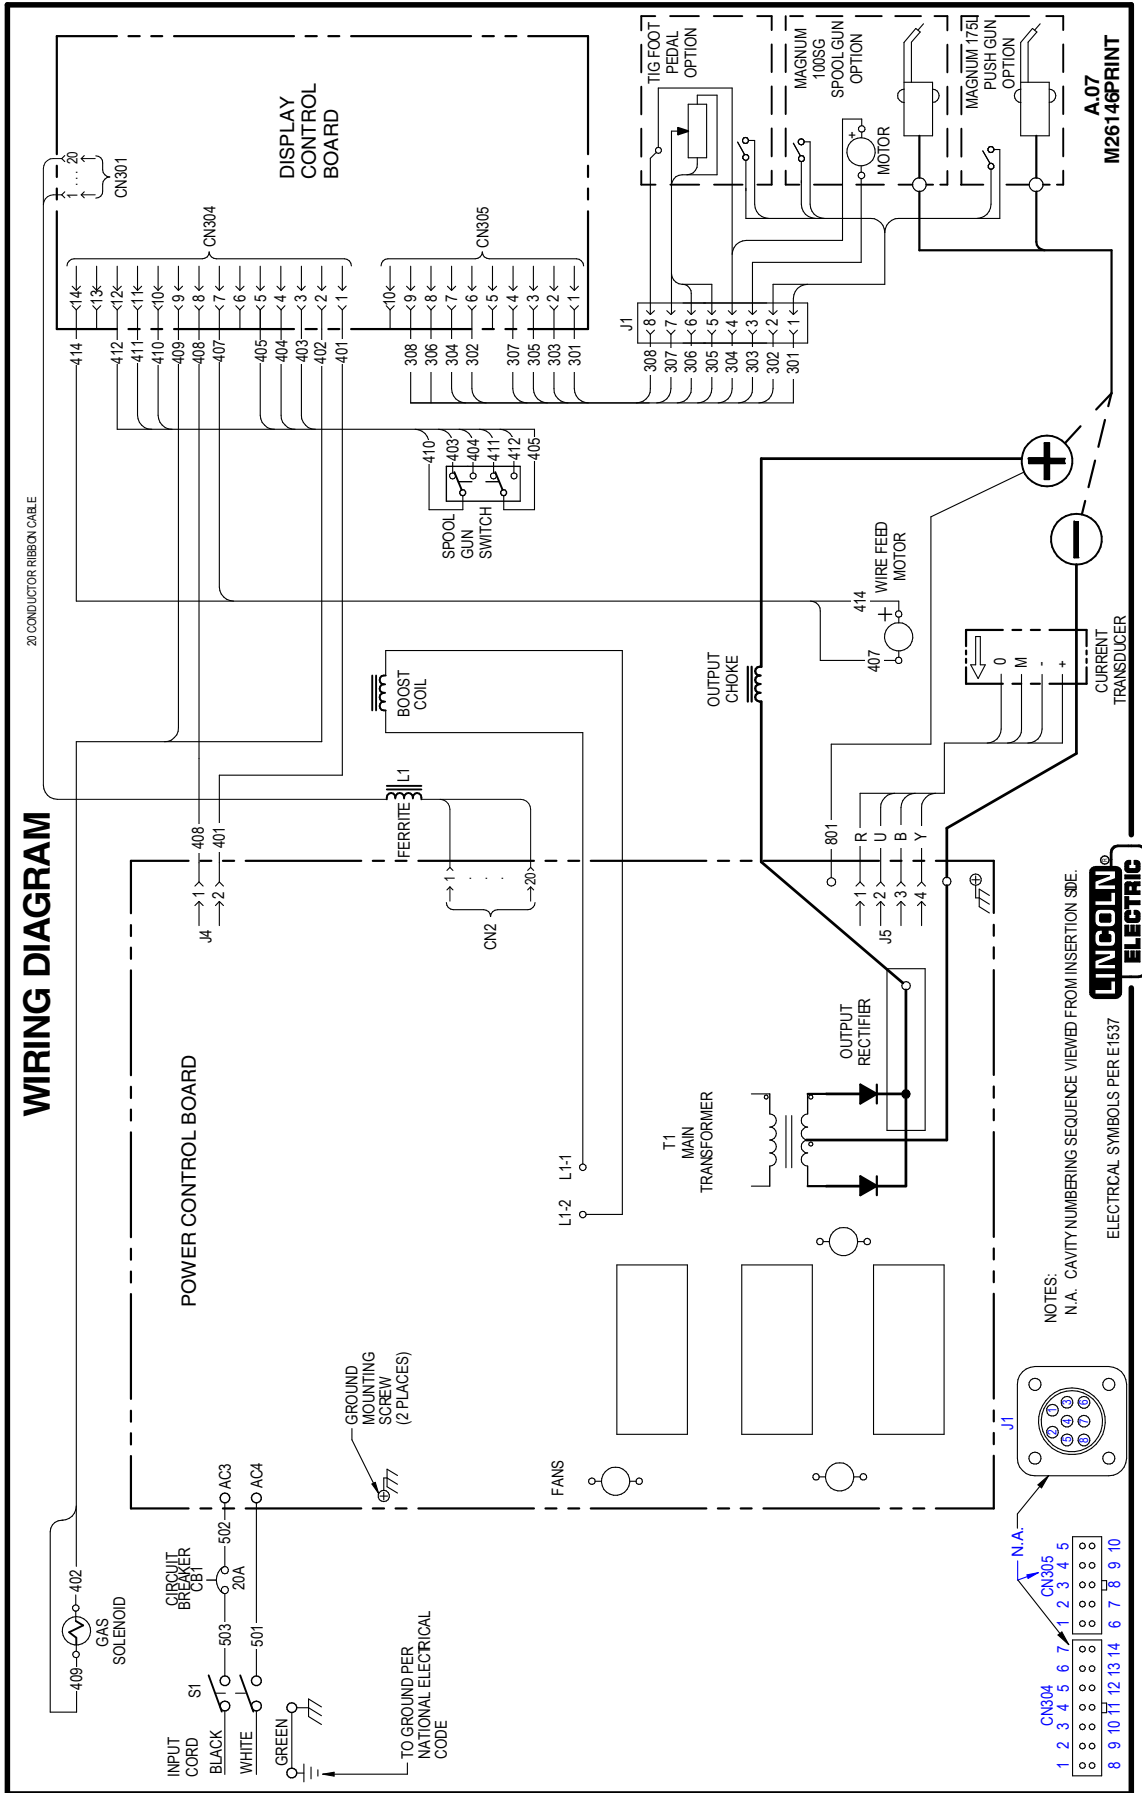 WIRING DIAGRAM
20 CONDUCTOR RIBBON CABLE
DISPLAY
CONTROL
BOARD
1 ... 20
CN301
CN304
14
13
12
11
10
9
8
7
6
5
4
3
2
1
414
412
411
410
409
408
407
405
404
403
402
401
CN305
10
9
8
7
6
5
4
3
2
1
308
306
304
302
307
305
303
301
J1
8
7
6
5
4
3
2
1
308
307
306
305
304
303
302
301
TIG FOOT
PEDAL
OPTION
MAGNUM
100SG
SPOOL GUN
OPTION
+
MOTOR
MAGNUM 175L
PUSH GUN
OPTION
A.07
M26146PRINT
410
403
404
411
412
405
SPOOL
GUN
SWITCH
+
−
414
+
407
WIRE FEED
MOTOR
OUTPUT
CHOKE
BOOST
COIL
FERRITE
L1
0
M
-
+
CURRENT
TRANSDUCER
408
401
1
2
J4
1
20
CN2
801
R
U
B
Y
1
2
3
4
J5
POWER CONTROL BOARD
L1-1
L1-2
T1
MAIN
TRANSFORMER
OUTPUT
RECTIFIER
FANS
GROUND
MOUNTING
SCREW
(2 PLACES)
AC3
AC4
GAS
SOLENOID
409
402
CIRCUIT
BREAKER
CB1
20A
502
503
501
S1
INPUT
CORD
BLACK
WHITE
GREEN
TO GROUND PER
NATIONAL ELECTRICAL
CODE
NOTES:
N.A. CAVITY NUMBERING SEQUENCE VIEWED FROM INSERTION SIDE.
ELECTRICAL SYMBOLS PER E1537
LINCOLN ®
ELECTRIC
N.A.
CN304
1 2 3 4 5 6 7
8 9 10 11 12 13 14
CN305
1 2 3 4 5
6 7 8 9 10
J1
2 1
5 4 3
8 7 6